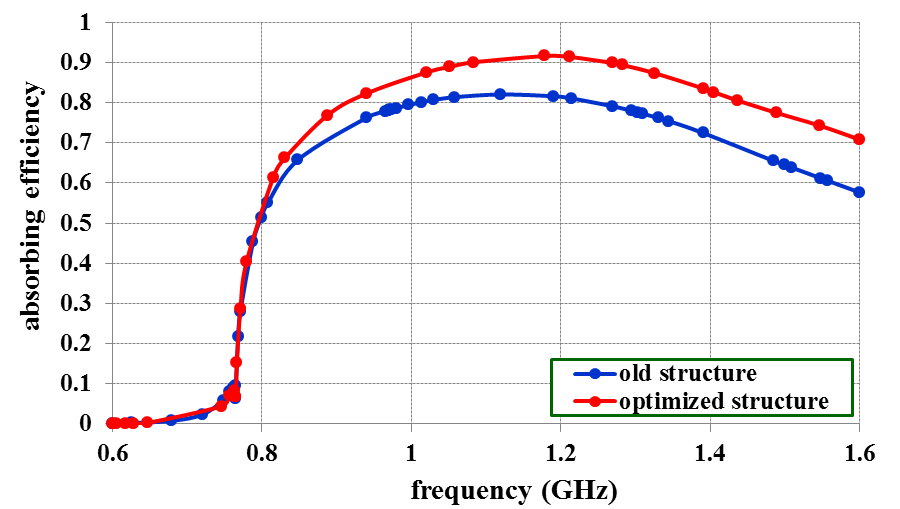 1
0.9
0.8
0.7
0.6
0.5
0.4
0.3
0.2
0.1
0
absorbing efficiency
0.6 0.8 1 1.2 1.4 1.6
frequency (GHz)
old structure
optimized structure